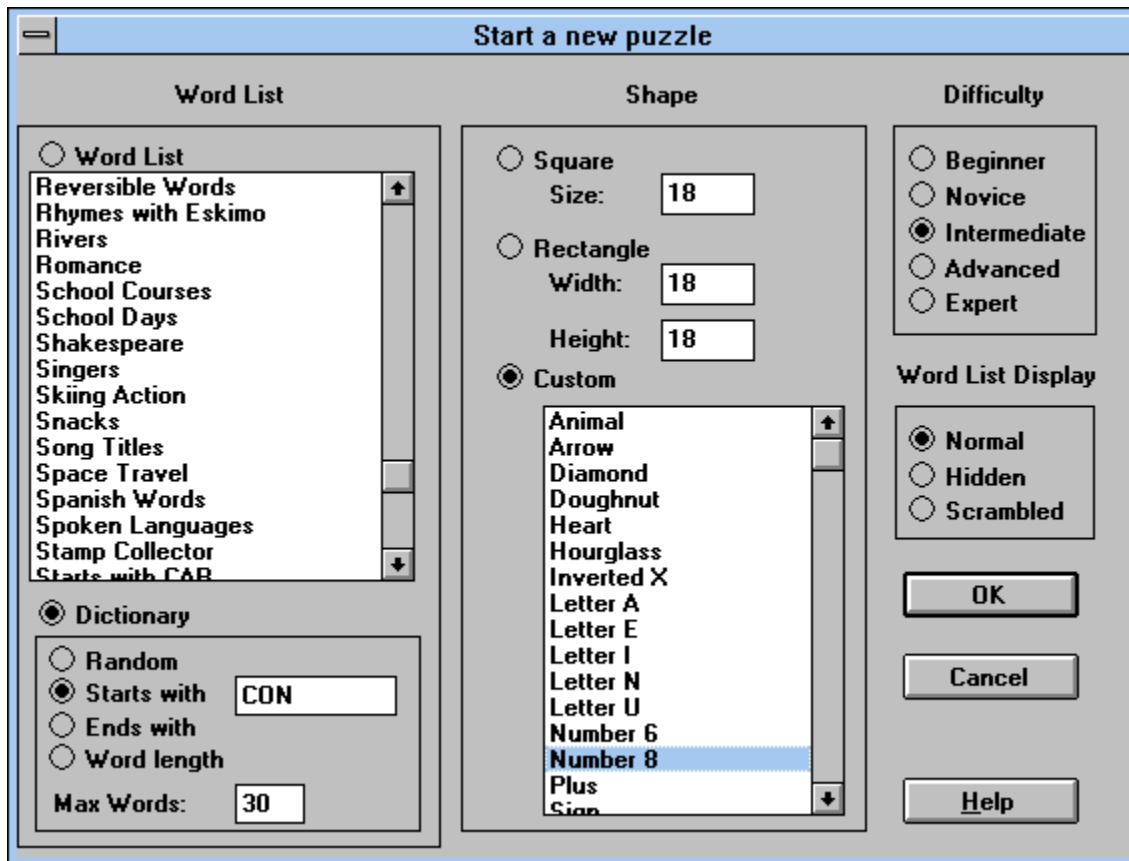 Start a new puzzle
Word List
Word List
Reversible Words
Rhymes with Eskimo
Rivers
Romance
School Courses
School Days
Shakespeare
Singers
Skiing Action
Snacks
Song Titles
Space Travel
Spanish Words
Spoken Languages
Stamp Collector
Starts with CAR
Dictionary
Random
Starts with CON
Ends with
Word length
Max Words: 30
Shape
Square
Size: 18
Rectangle
Width: 18
Height: 18
Custom
Animal
Arrow
Diamond
Doughnut
Heart
Hourglass
Inverted X
Letter A
Letter E
Letter I
Letter N
Letter U
Number 6
Number 8
Plus
Sign
Difficulty
Beginner
Novice
Intermediate
Advanced
Expert
Word List Display
Normal
Hidden
Scrambled
OK
Cancel
Help